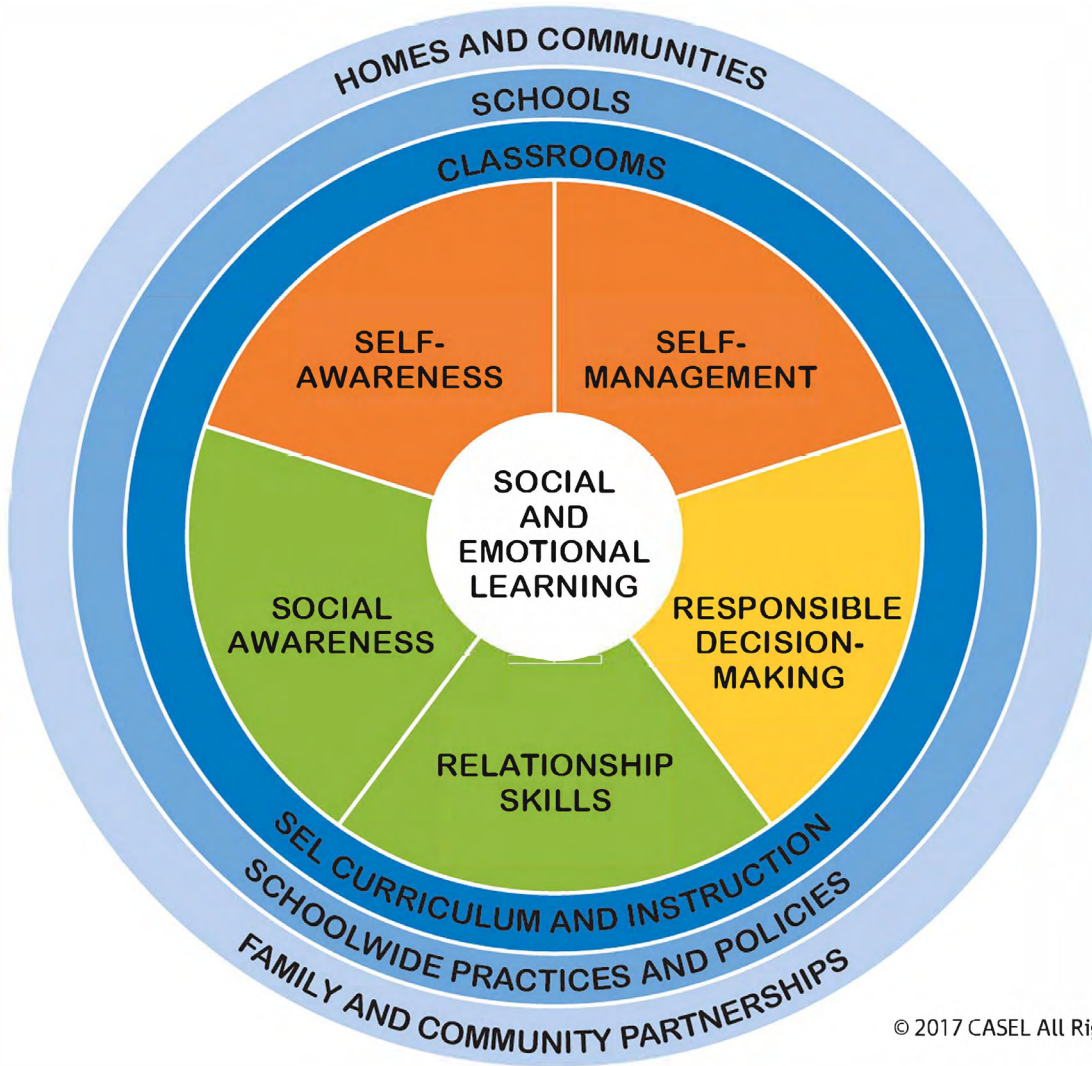 HOMES AND COMMUNITIES
SCHOOLS
CLASSROOMS
SELF-
AWARENESS
SELF-
MANAGEMENT
SOCIAL
AND
EMOTIONAL
LEARNING
SOCIAL
AWARENESS
RESPONSIBLE
DECISION-
MAKING
RELATIONSHIP
SKILLS
SEL CURRICULUM AND INSTRUCTION
SCHOOLWIDE PRACTICES AND POLICIES
FAMILY AND COMMUNITY PARTNERSHIPS
© 2017 CASEL All